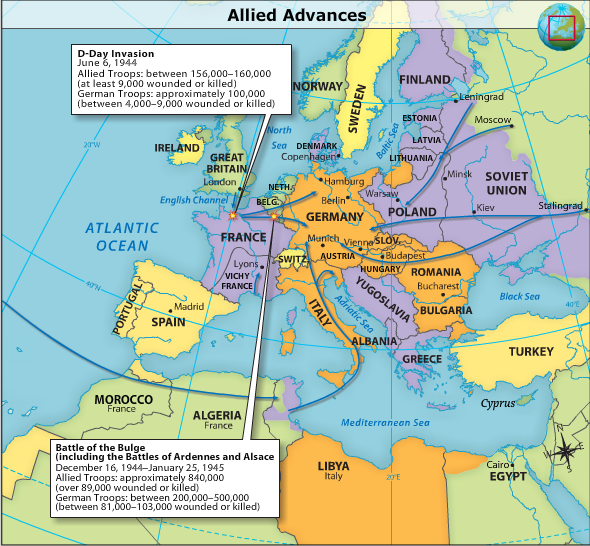 Allied Advances
D-Day Invasion
June 6, 1944
Allied Troops: between 156,000–160,000
(at least 9,000 wounded or killed)
German Troops: approximately 100,000
(between 4,000–9,000 wounded or killed)
NORWAY
SWEDEN
FINLAND
Leningrad
ESTONIA
Moscow
North
Sea
Baltic Sea
LATVIA
20°W
IRELAND
GREAT
BRITAIN
DENMARK
Copenhagen
LITHUANIA
London
NETH.
Hamburg
Minsk
SOVIET
UNION
English Channel
BELG.
Berlin
Warsaw
POLAND
Kiev
Stalingrad
GERMANY
ATLANTIC
OCEAN
FRANCE
Munich
Vienna
SLOV.
Budapest
Lyons
SWITZ.
AUSTRIA
HUNGARY
VICHY
FRANCE
ROMANIA
Bucharest
40°N
Black Sea
40°E
PORTUGAL
Madrid
SPAIN
ITALY
Adriatic Sea
YUGOSLAVIA
BULGARIA
ALBANIA
GREECE
TURKEY
Cyprus
MOROCCO
France
ALGERIA
France
Mediterranean Sea
Battle of the Bulge
(including the Battles of Ardennes and Alsace)
December 16, 1944–January 25, 1945
Allied Troops: approximately 840,000
(over 89,000 wounded or killed)
German Troops: between 200,000–500,000
(between 81,000–103,000 wounded or killed)
LIBYA
Italy
20°E
Cairo
EGYPT